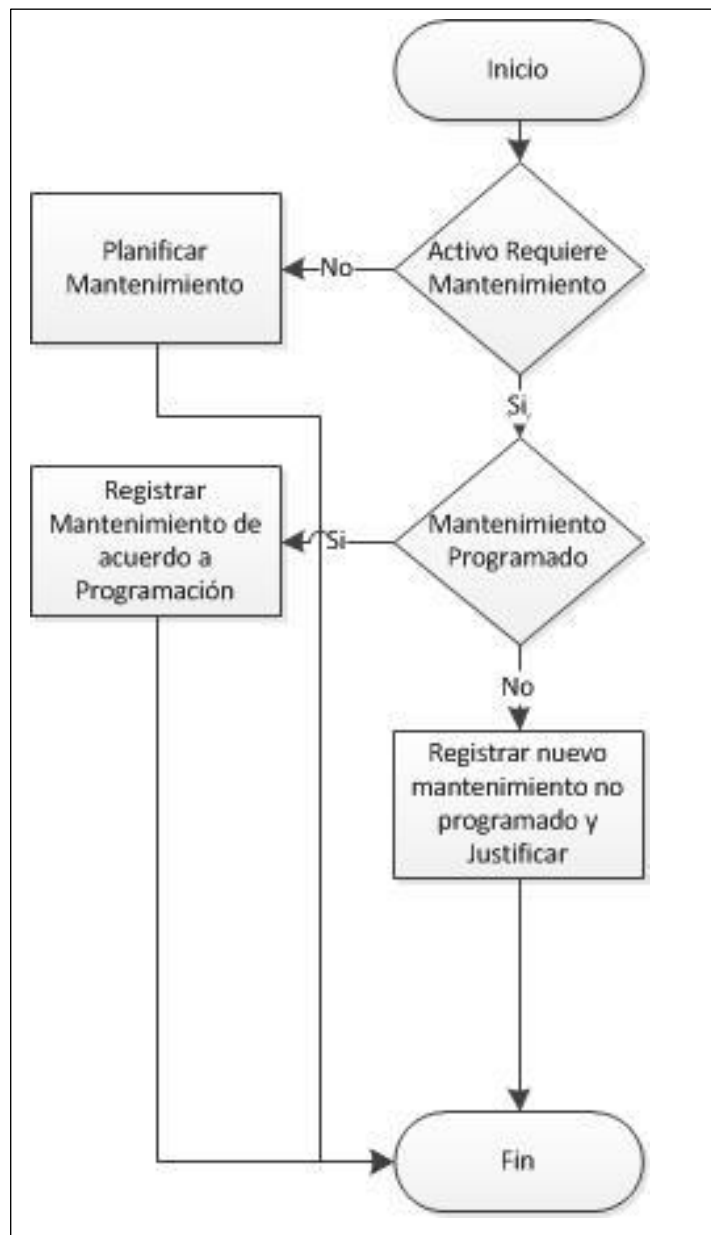 Inicio
Activo Requiere
Mantenimiento
No
Planificar
Mantenimiento
Si
Mantenimiento
Programado
Si
Registrar
Mantenimiento de
acuerdo a
Programación
No
Registrar nuevo
mantenimiento no
programado y
Justificar
Fin